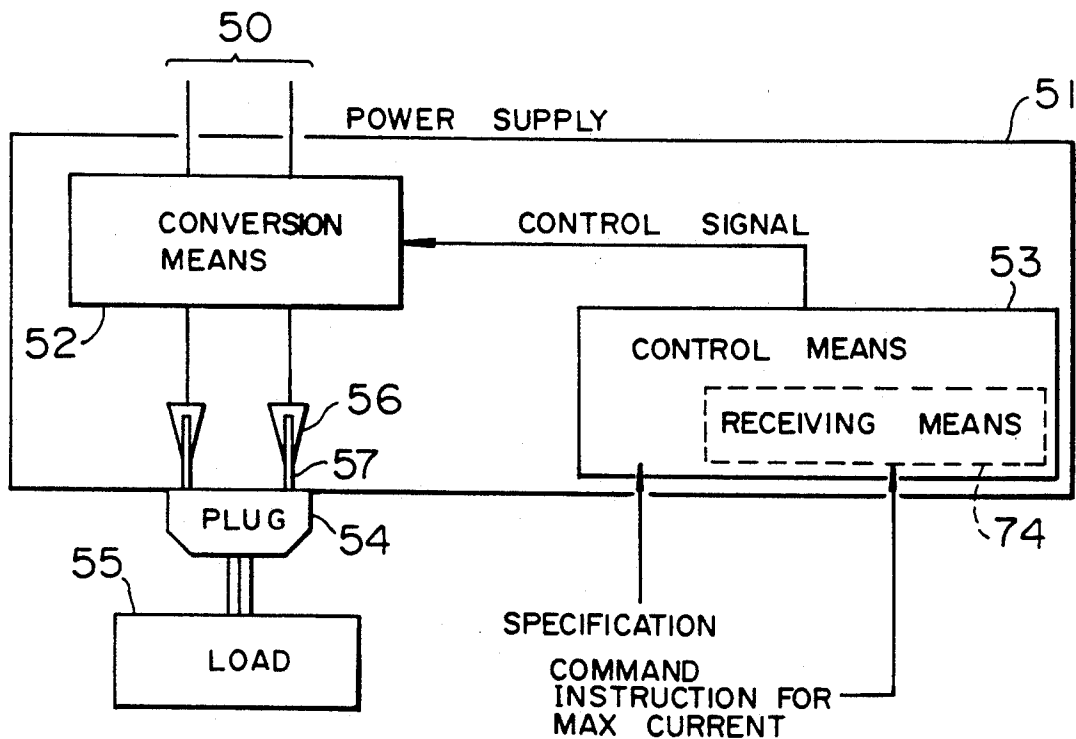 50
51
POWER SUPPLY
CONVERSION
MEANS
CONTROL SIGNAL
53
52
CONTROL MEANS
56
RECEIVING MEANS
57
PLUG
54
74
55
SPECIFICATION
LOAD
COMMAND
INSTRUCTION FOR
MAX CURRENT